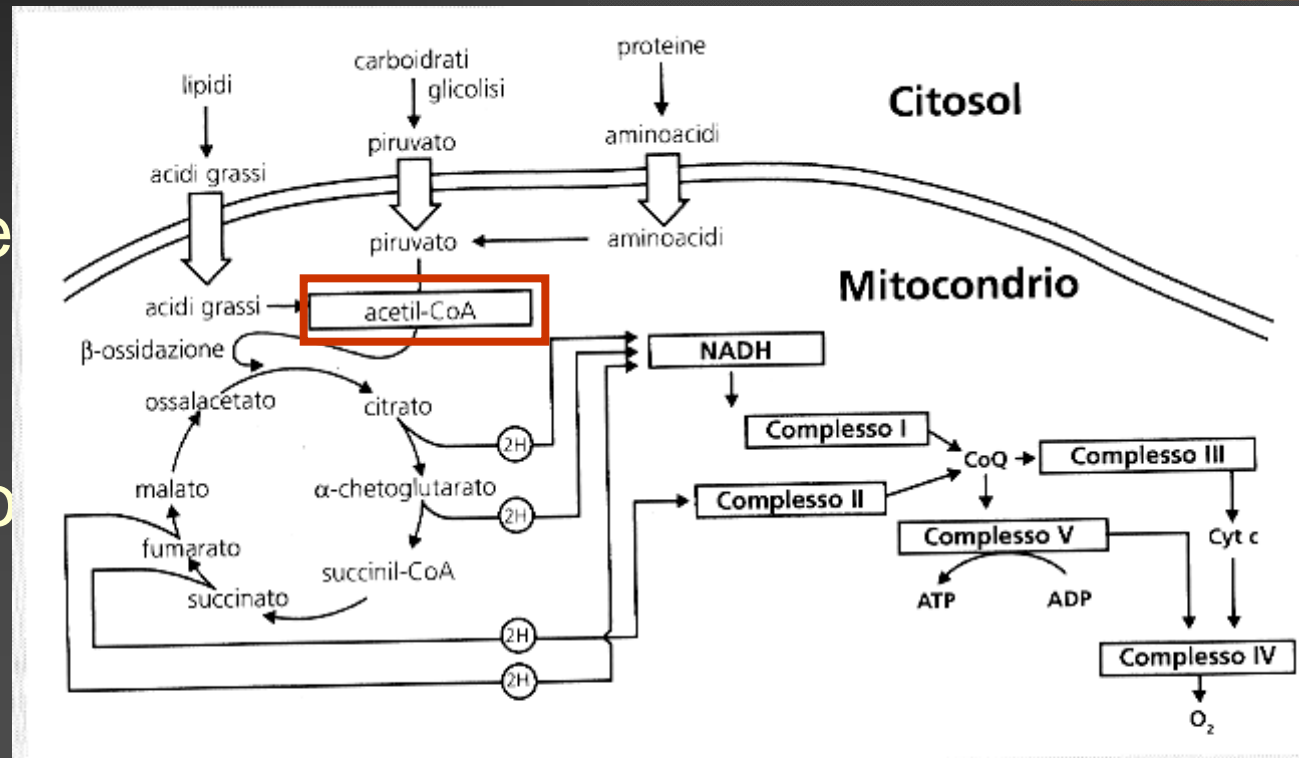 lipidi
carboidrati
glicolisi
proteine
Citosol
acidi grassi
piruvato
aminoacidi
piruvato
aminoacidi
Mitocondrio
acidi grassi
acetil-CoA
β-ossidazione
NADH
ossalacetato
citrato
2H
Complesso I
CoQ
Complesso III
malato
α-chetoglutarato
2H
Complesso II
Complesso V
Cyt c
fumarato
succinil-CoA
succinato
ATP
ADP
2H
Complesso IV
2H
O₂